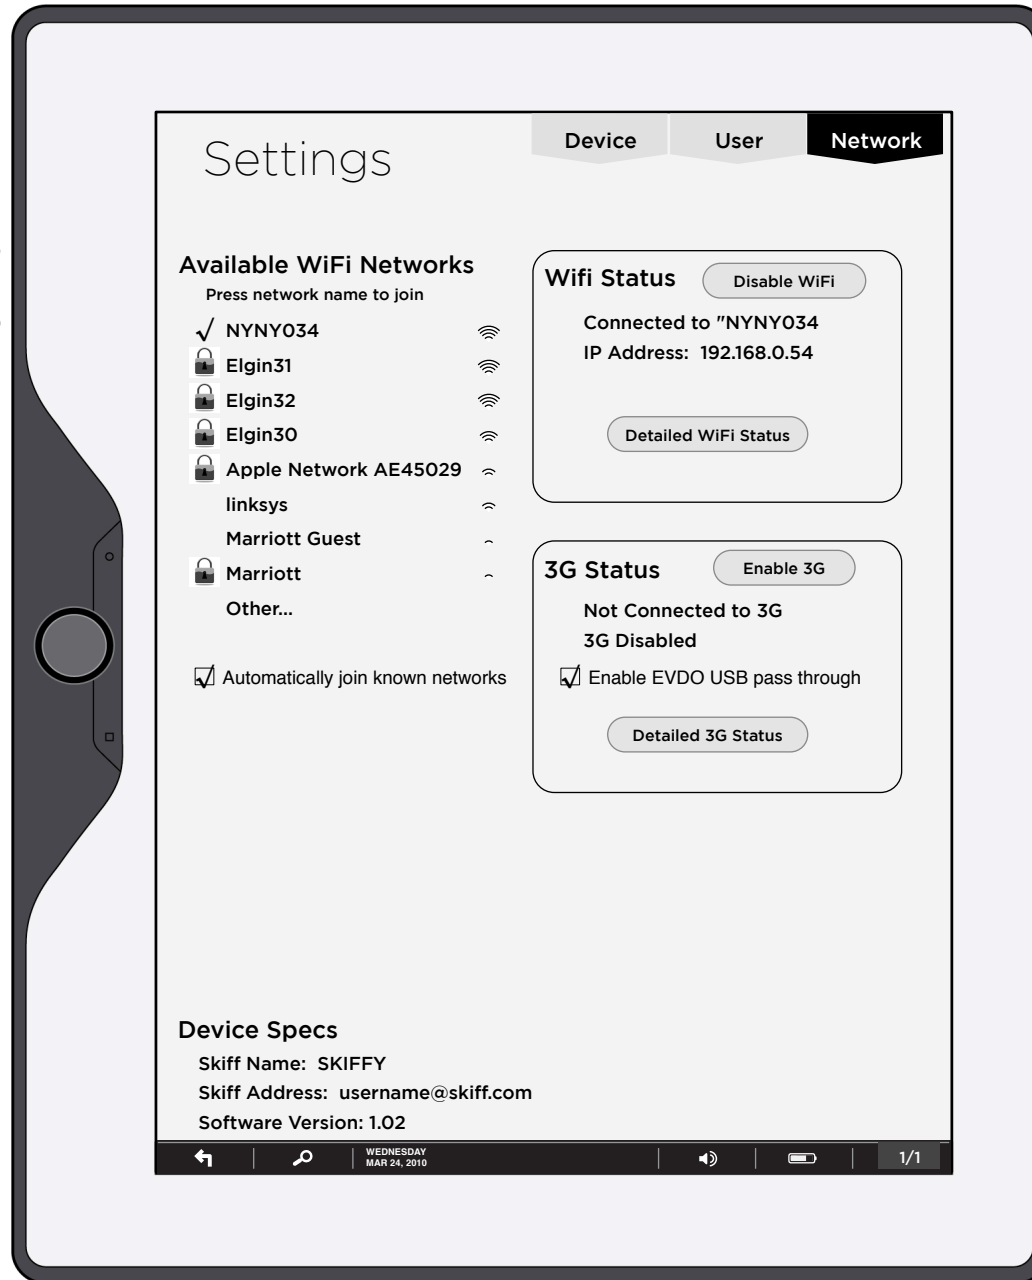 Settings
Device
User
Network
Available WiFi Networks
Press network name to join
NYNY034
Elgin31
Elgin32
Elgin30
Apple Network AE45029
linksys
Marriott Guest
Marriott
Other...
Automatically join known networks
Wifi Status
Disable WiFi
Connected to "NYNY034
IP Address: 192.168.0.54
Detailed WiFi Status
3G Status
Enable 3G
Not Connected to 3G
3G Disabled
Enable EVDO USB pass through
Detailed 3G Status
Device Specs
Skiff Name: SKIFFY
Skiff Address: username@skiff.com
Software Version: 1.02
WEDNESDAY
MAR 24, 2010
1/1